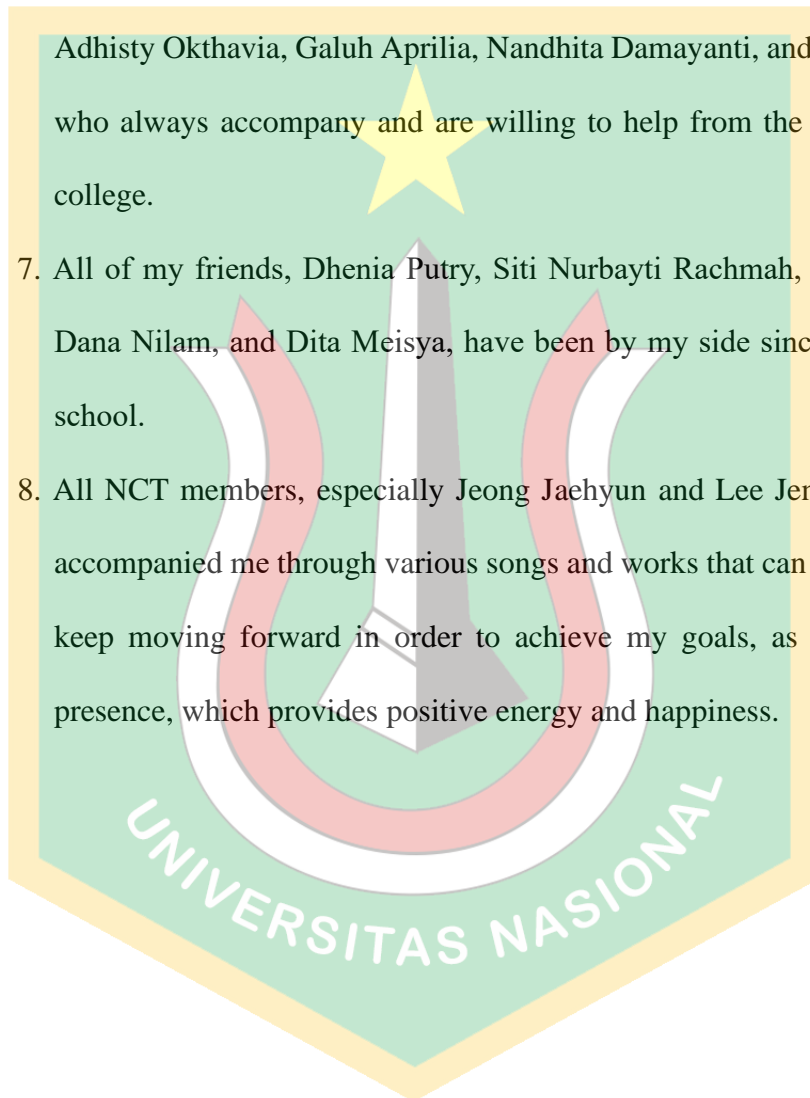 Adhisty Okthavia, Galuh Aprilia, Nandhita Damayanti, and
who always accompany and are willing to help from the
college.
7. All of my friends, Dhenia Putry, Siti Nurbayti Rachmah,
Dana Nilam, and Dita Meisya, have been by my side sinc
school.
8. All NCT members, especially Jeong Jaehyun and Lee Jen
accompanied me through various songs and works that can
keep moving forward in order to achieve my goals, as
presence, which provides positive energy and happiness.
UNIVERSITAS NASIONAL